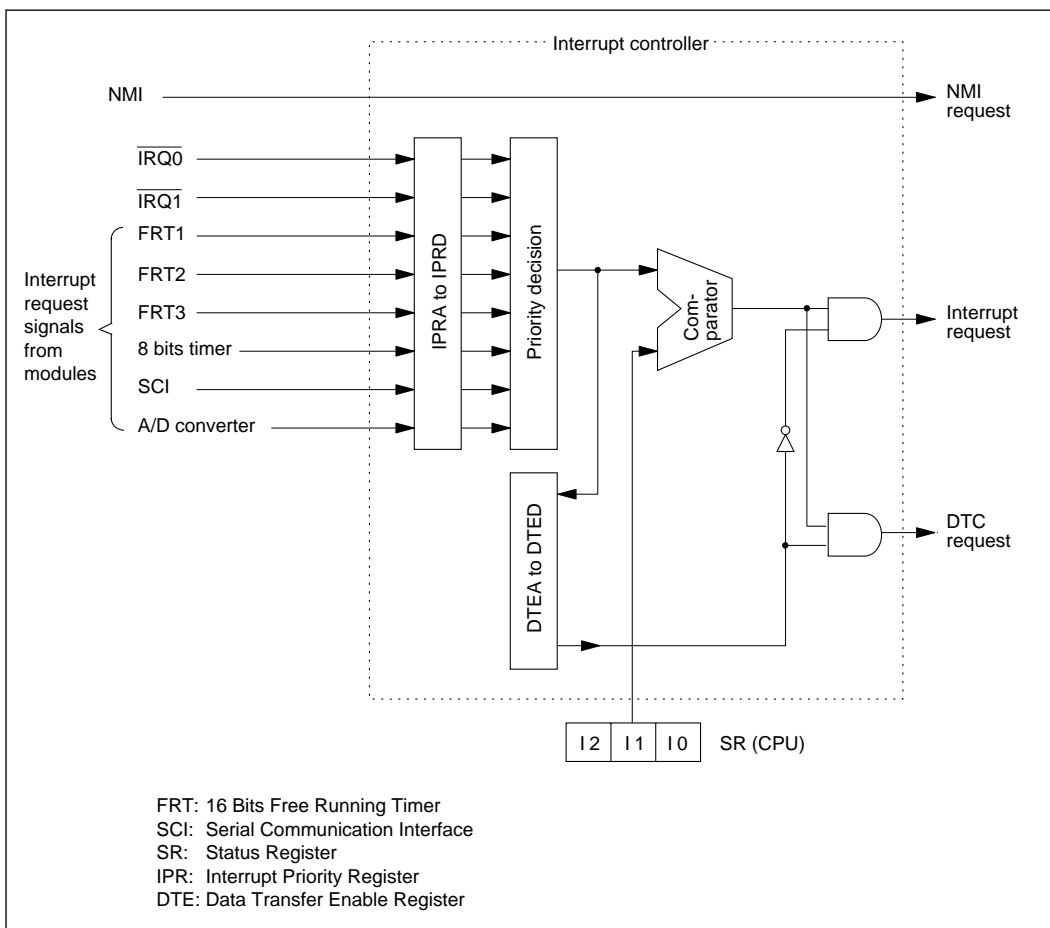 Interrupt controller
NMI
NMI
request
IRQ0
IRQ1
FRT1
FRT2
FRT3
8 bits timer
SCI
A/D converter
Interrupt
request
signals
from
modules
IPRA to IPRD
Priority decision
Com-
parator
Interrupt
request
DTEA to DTED
DTC
request
I2 I1 I0 SR (CPU)
FRT: 16 Bits Free Running Timer
SCI: Serial Communication Interface
SR: Status Register
IPR: Interrupt Priority Register
DTE: Data Transfer Enable Register